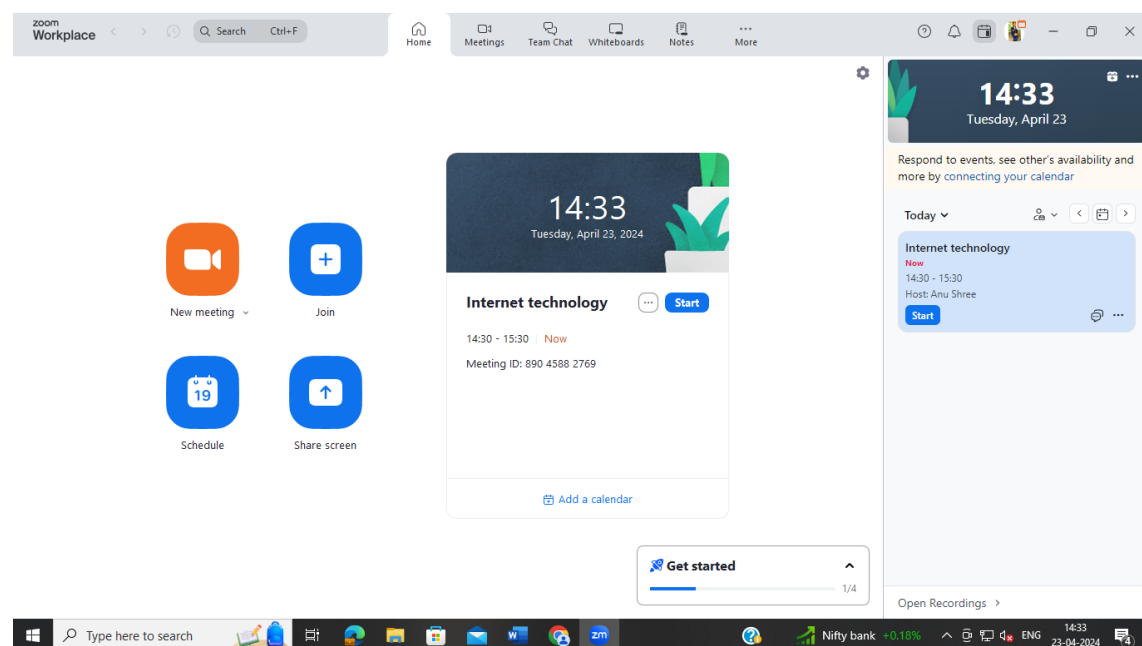 zoom
Workplace
Search Ctrl+F
Home
Meetings
Team Chat
Whiteboards
Notes
More
14:33
Tuesday, April 23
Respond to events, see other's availability and
more by connecting your calendar
Today
Internet technology
Now
14:30 - 15:30
Host: Anu Shree
Start
Open Recordings
14:33
Tuesday, April 23, 2024
Internet technology
Start
14:30 - 15:30 Now
Meeting ID: 890 4588 2769
Add a calendar
New meeting
Join
19
Schedule
Share screen
Get started
1/4
Type here to search
W
zm
Nifty bank +0.18%
ENG
14:33
23-04-2024
4